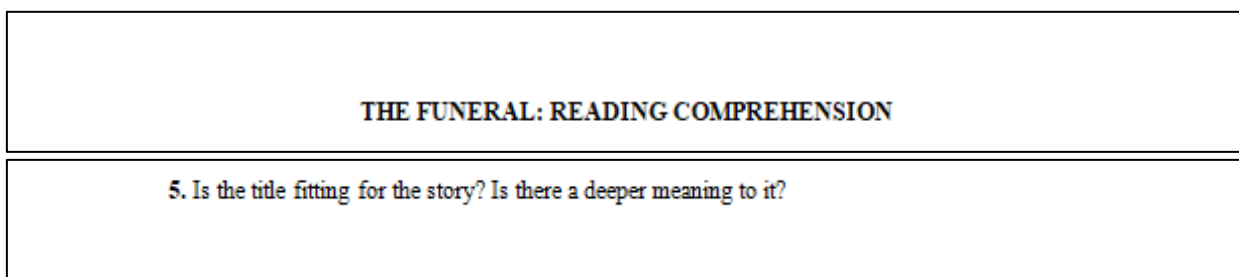 THE FUNERAL: READING COMPREHENSION
5. Is the title fitting for the story? Is there a deeper meaning to it?